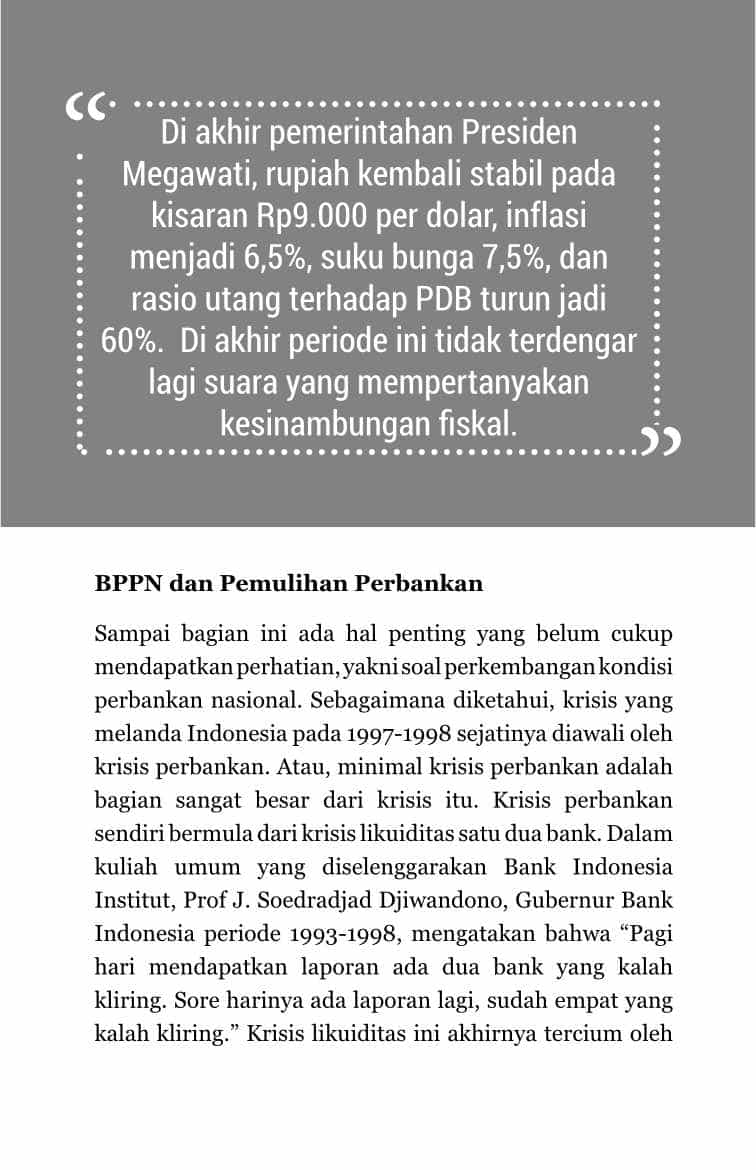 “
Di akhir pemerintahan Presiden
Megawati, rupiah kembali stabil pada
kisaran Rp9.000 per dolar, inflasi
menjadi 6,5%, suku bunga 7,5%, dan
rasio utang terhadap PDB turun jadi
60%.  Di akhir periode ini tidak terdengar
lagi suara yang mempertanyakan
kesinambungan fiskal.
”
BPPN dan Pemulihan Perbankan
Sampai bagian ini ada hal penting yang belum cukup
mendapatkan perhatian, yakni soal perkembangan kondisi
perbankan nasional. Sebagaimana diketahui, krisis yang
melanda Indonesia pada 1997-1998 sejatinya diawali oleh
krisis perbankan. Atau, minimal krisis perbankan adalah
bagian sangat besar dari krisis itu. Krisis perbankan
sendiri bermula dari krisis likuiditas satu dua bank. Dalam
kuliah umum yang diselenggarakan Bank Indonesia
Institut, Prof J. Soedradjad Djiwandono, Gubernur Bank
Indonesia periode 1993-1998, mengatakan bahwa “Pagi
hari mendapatkan laporan ada dua bank yang kalah
kliring. Sore harinya ada laporan lagi, sudah empat yang
kalah kliring.” Krisis likuiditas ini akhirnya tercium oleh